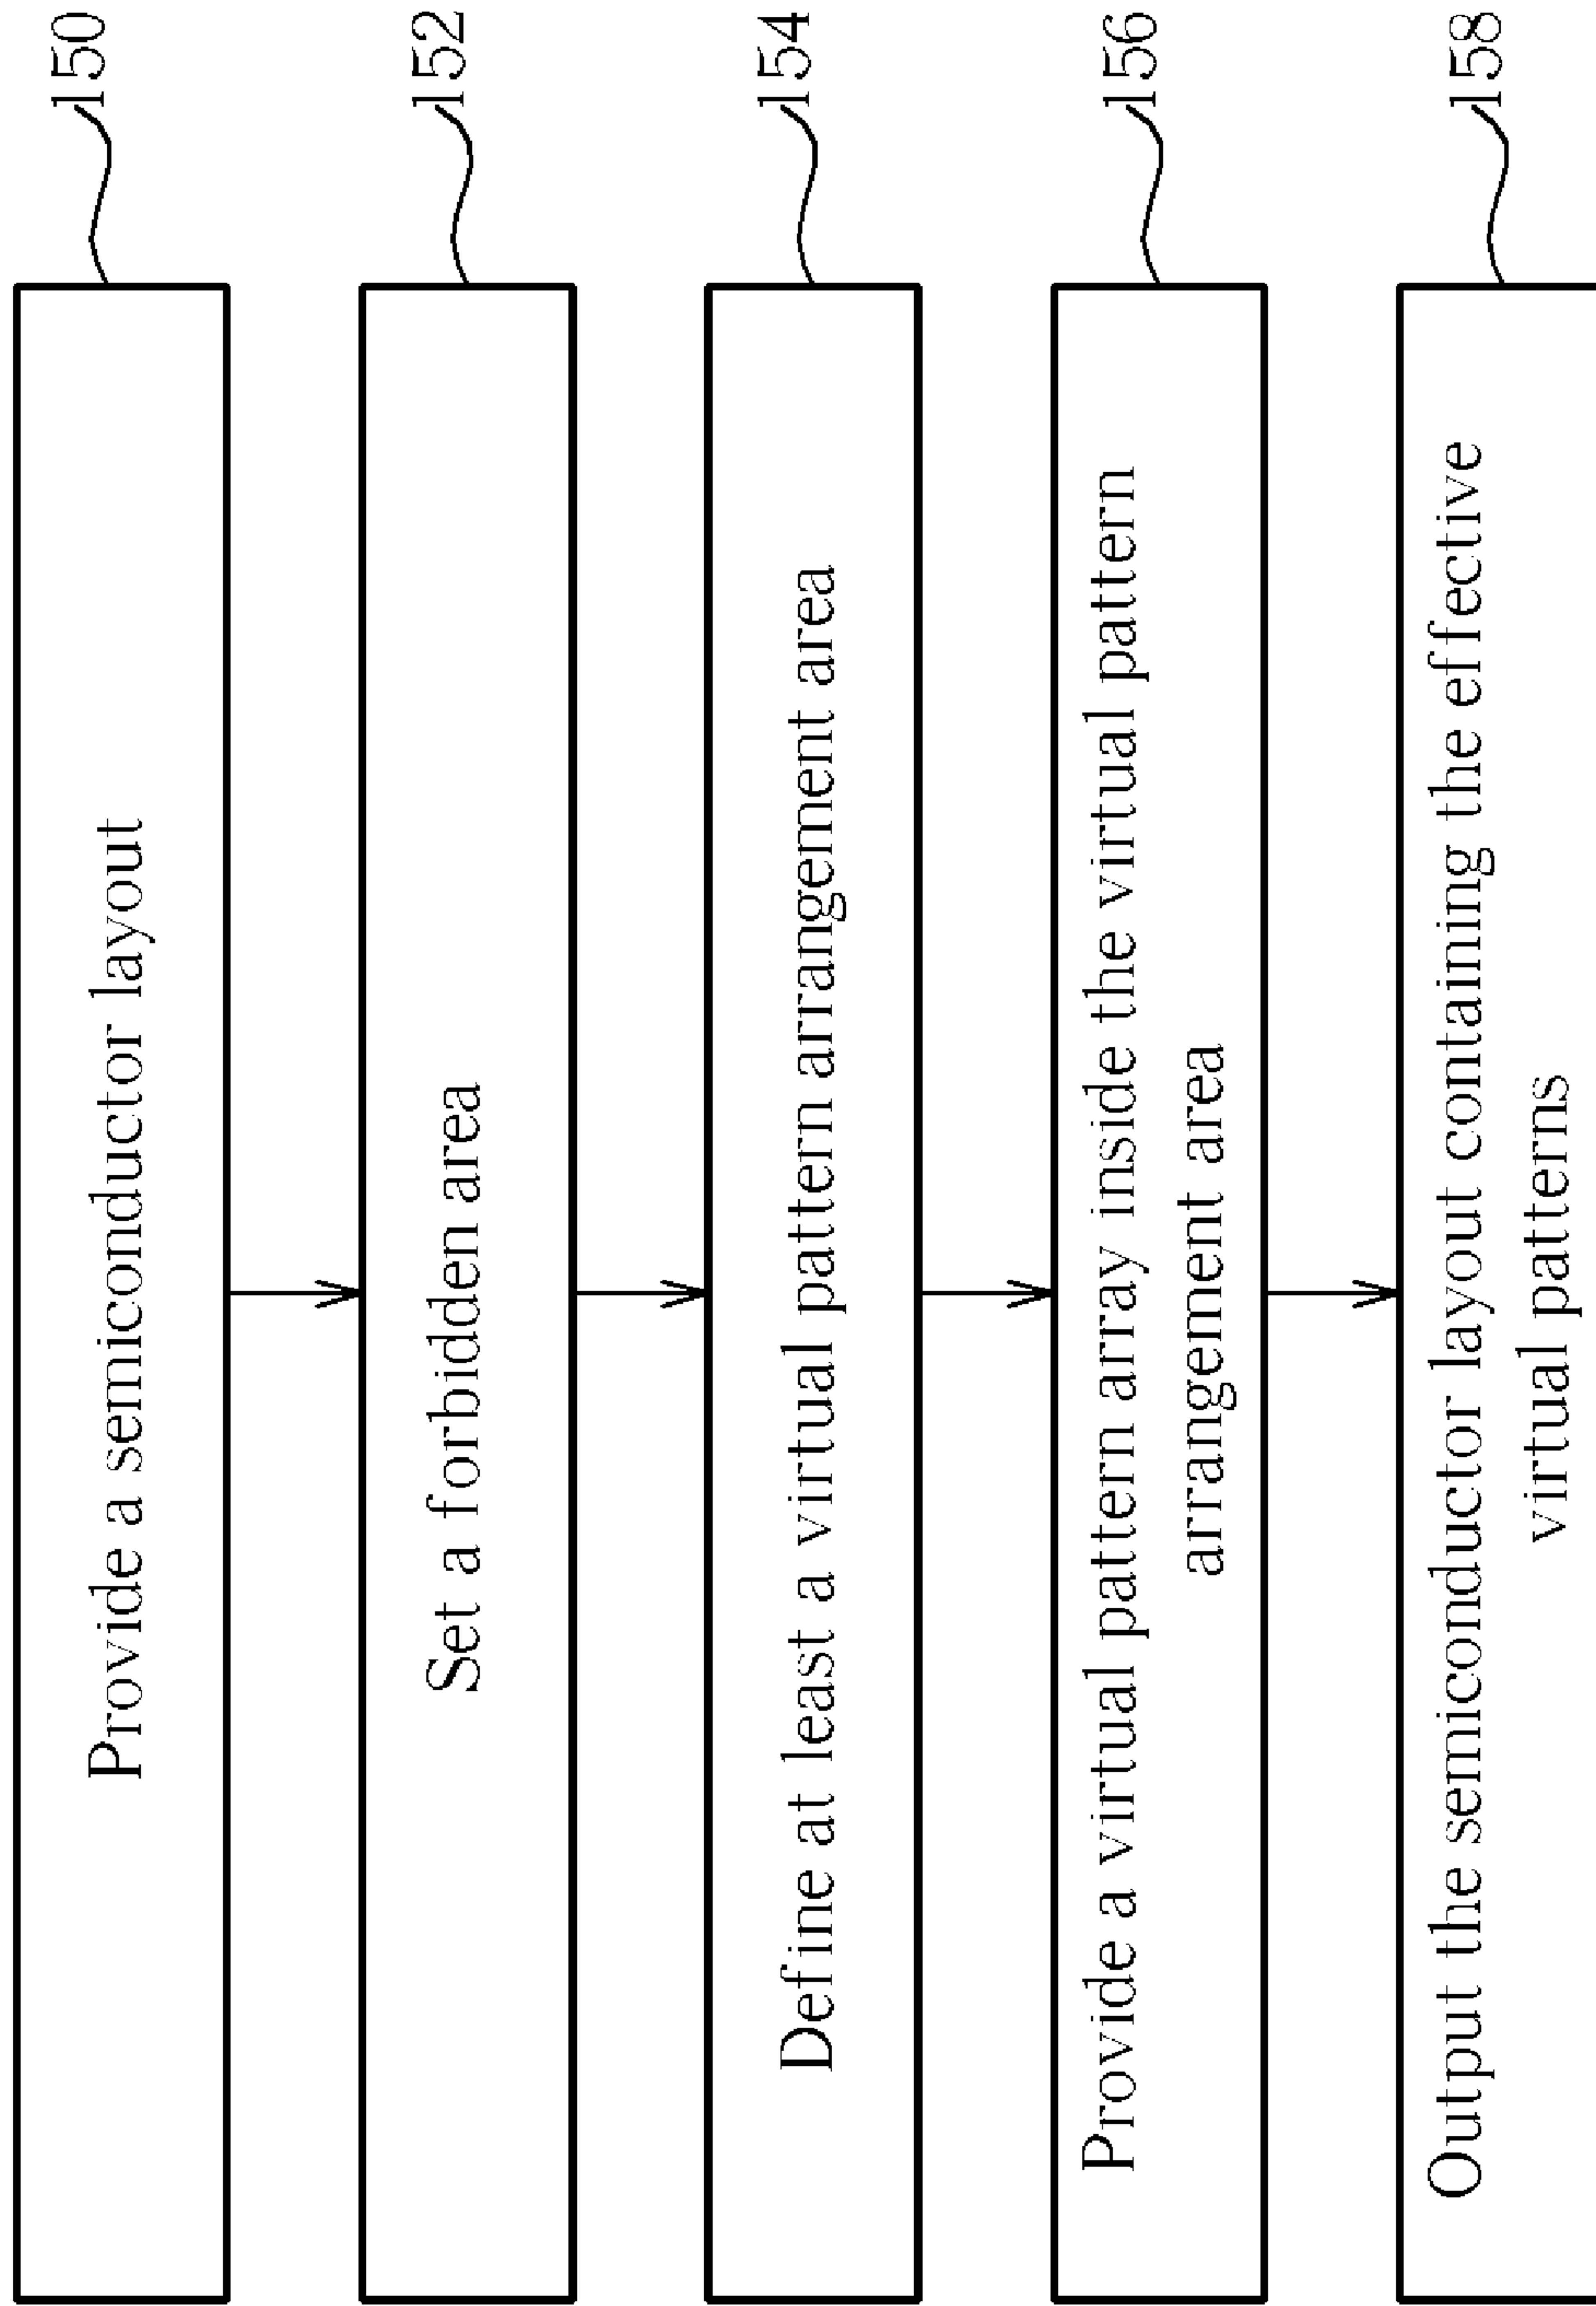 Provide a semiconductor layout
150
Set a forbidden area
152
Define at least a virtual pattern arrangement area
154
Provide a virtual pattern array inside the virtual pattern
arrangement area
156
Output the semiconductor layout containing the effective
virtual patterns
158